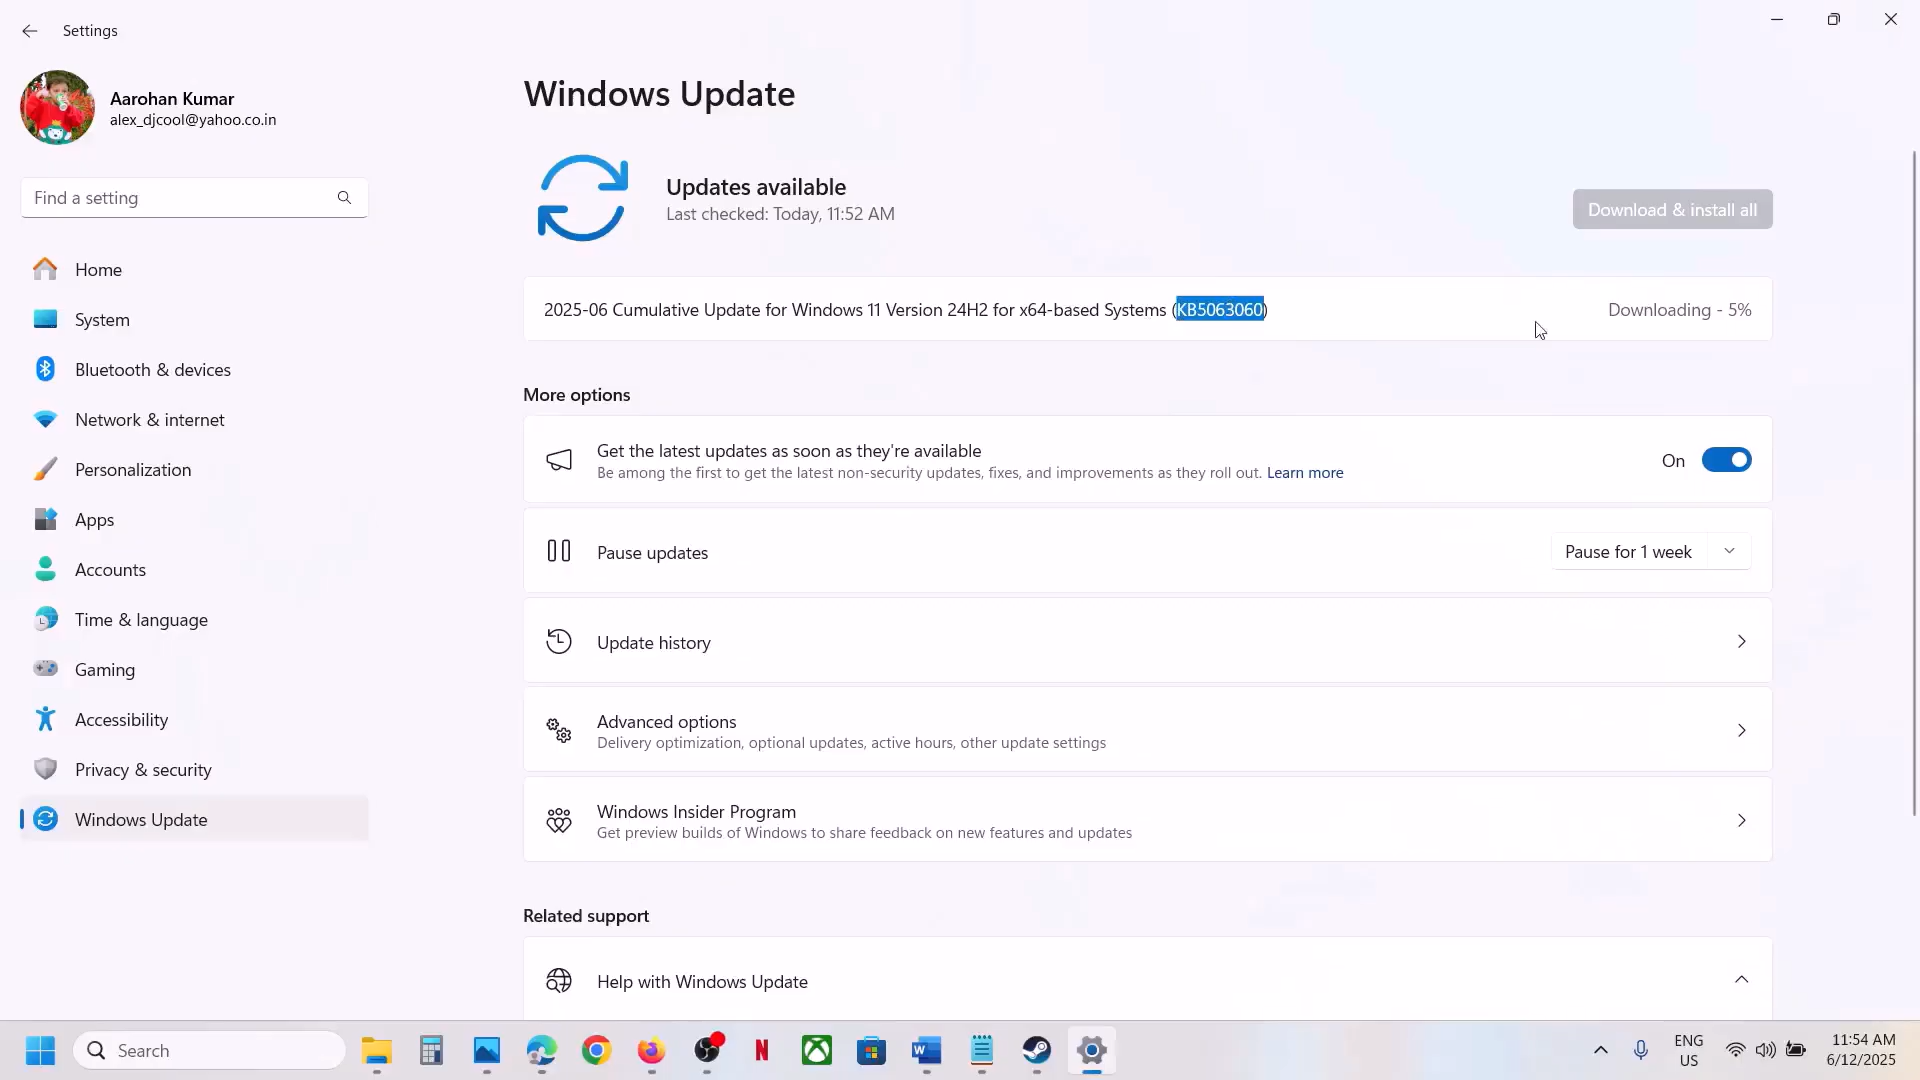 Settings
Aarohan Kumar
alex_djcool@yahoo.co.in
Find a setting
Home
System
Bluetooth & devices
Network & internet
Personalization
Apps
Accounts
Time & language
Gaming
Accessibility
Privacy & security
Windows Update
Windows Update
Updates available
Last checked: Today, 11:52 AM
Download & install all
2025-06 Cumulative Update for Windows 11 Version 24H2 for x64-based Systems (KB5063060)
Downloading - 5%
More options
Get the latest updates as soon as they're available
Be among the first to get the latest non-security updates, fixes, and improvements as they roll out. Learn more
On
Pause updates
Pause for 1 week
Update history
Advanced options
Delivery optimization, optional updates, active hours, other update settings
Windows Insider Program
Get preview builds of Windows to share feedback on new features and updates
Related support
Help with Windows Update
Search
ENG
US
11:54 AM
6/12/2025